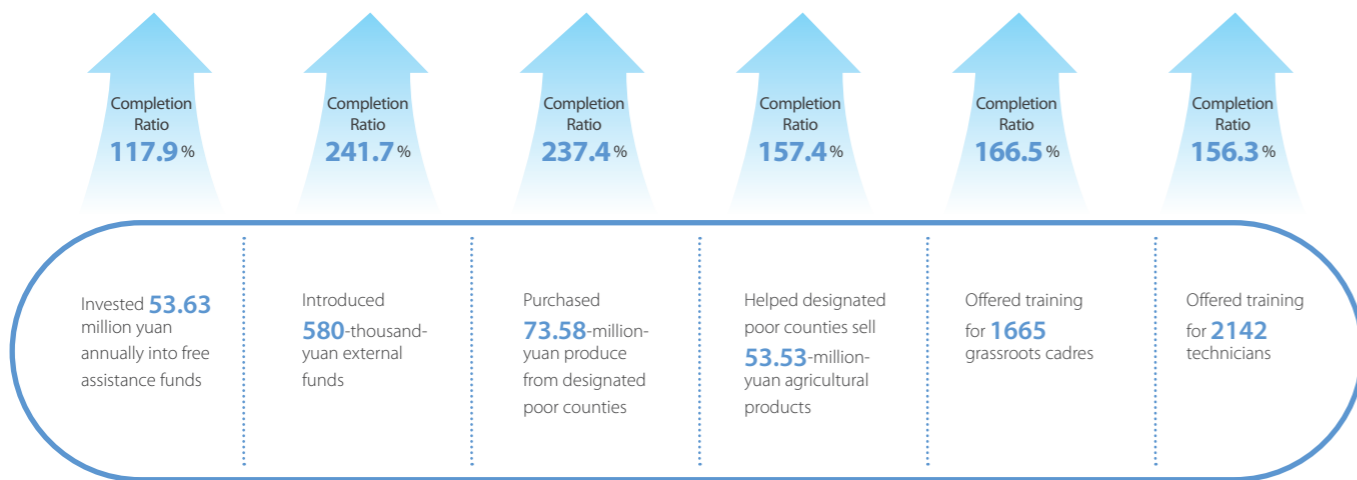 Completion
Ratio
117.9 %
Completion
Ratio
241.7 %
Completion
Ratio
237.4 %
Completion
Ratio
157.4 %
Completion
Ratio
166.5 %
Completion
Ratio
156.3 %
Invested 53.63
million yuan
annually into free
assistance funds
Introduced
580-thousand-
yuan external
funds
Purchased
73.58-million-
yuan produce
from designated
poor counties
Helped designated
poor counties sell
53.53-million-
yuan agricultural
products
Offered training
for 1665
grassroots cadres
Offered training
for 2142
technicians